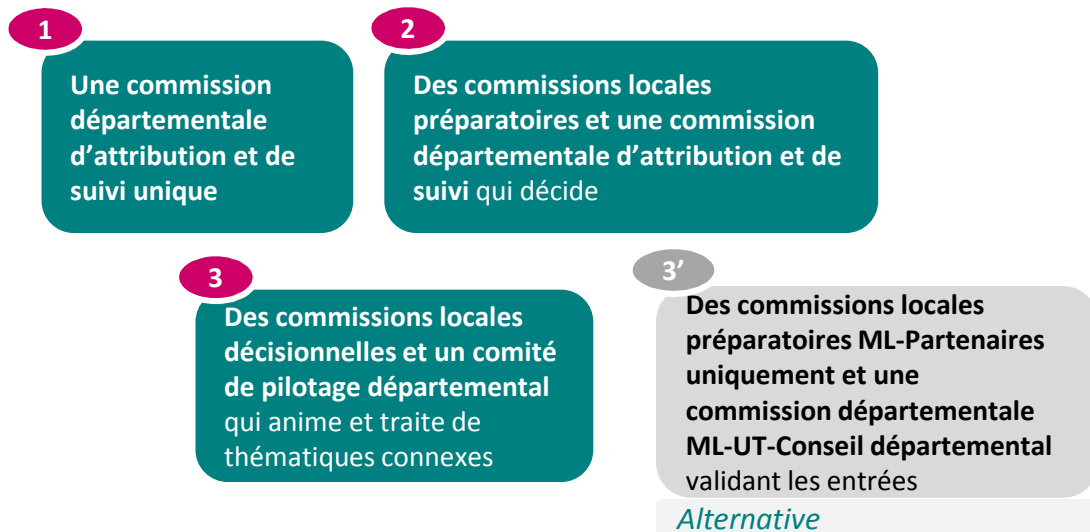 1
Une commission
départementale
d'attribution et de
suivi unique
2
Des commissions locales
préparatoires et une commission
départementale d'attribution et de
suivi qui décide
3
Des commissions locales
décisionnelles et un comité
de pilotage départemental
qui anime et traite de
thématiques connexes
3'
Des commissions locales
préparatoires ML-Partenaires
uniquement et une
commission départementale
ML-UT-Conseil départemental
validant les entrées
Alternative